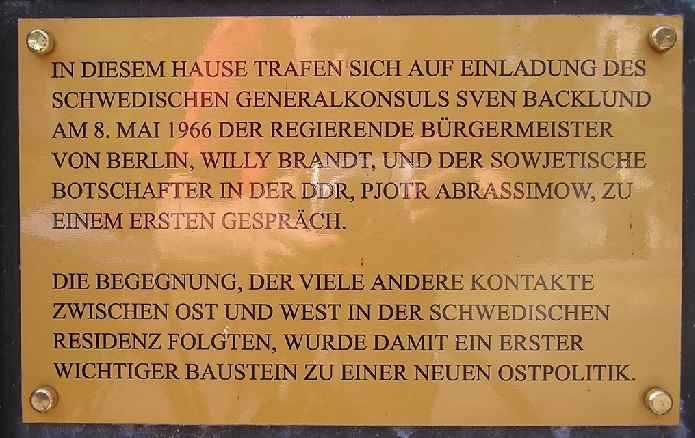 IN DIESEM HAUSE TRAFEN SICH AUF EINLADUNG DES
SCHWEDISCHEN GENERALKONSULS SVEN BACKLUND
AM 8. MAI 1966 DER REGIERENDE BÜRGERMEISTER
VON BERLIN, WILLY BRANDT, UND DER SOWJETISCHE
BOTSCHAFTER IN DER DDR, PJOTR ABRASSIMOW, ZU
EINEM ERSTEN GESPRÄCH.
DIE BEGEGNUNG, DER VIELE ANDERE KONTAKTE
ZWISCHEN OST UND WEST IN DER SCHWEDISCHEN
RESIDENZ FOLGTEN, WURDE DAMIT EIN ERSTER
WICHTIGER BAUSTEIN ZU EINER NEUEN OSTPOLITIK.